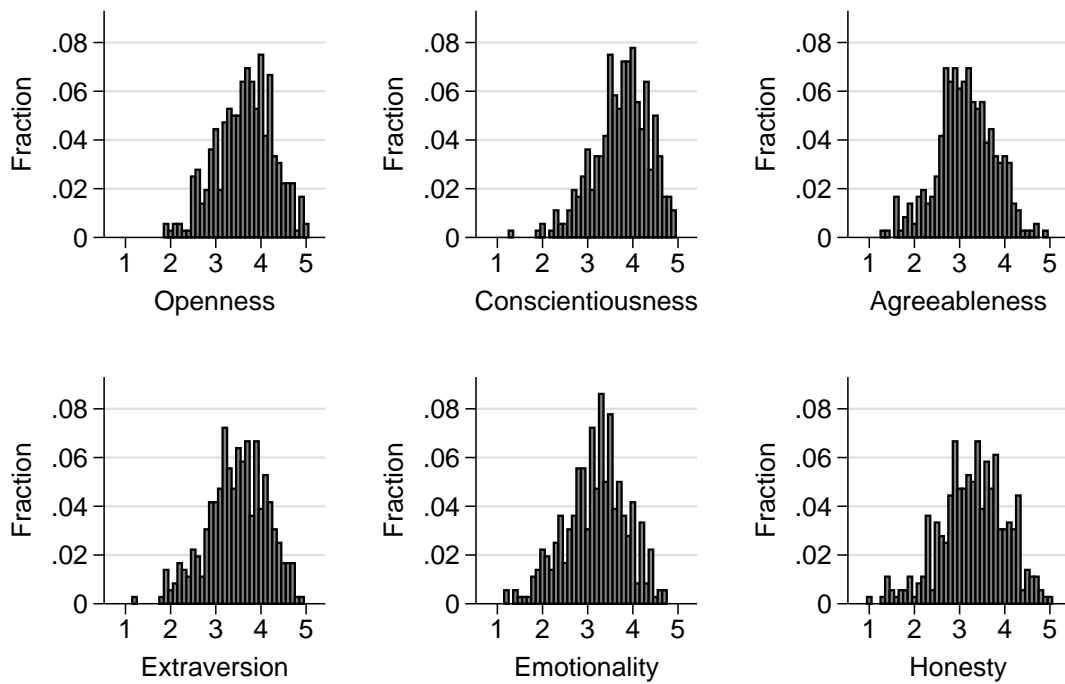 .08 .08 .08
.06 .06 .06
Fraction Fraction Fraction
.04 .04 .04
.02 .02 .02
0 0 0
1 2 3 4 5 1 2 3 4 5 1 2 3 4 5
Openness Conscientiousness Agreeableness
.08 .08 .08
.06 .06 .06
Fraction Fraction Fraction
.04 .04 .04
.02 .02 .02
0 0 0
1 2 3 4 5 1 2 3 4 5 1 2 3 4 5
Extraversion Emotionality Honesty